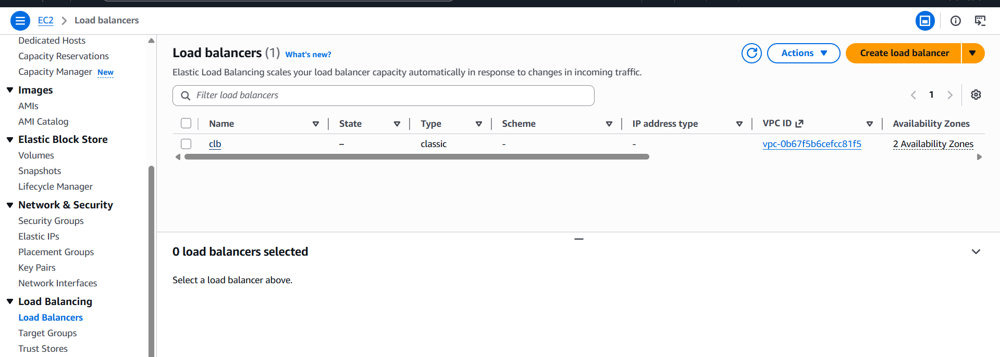 EC2 > Load balancers
Dedicated Hosts
Capacity Reservations
Capacity Manager New
Images
AMIs
AMI Catalog
Elastic Block Store
Volumes
Snapshots
Lifecycle Manager
Network & Security
Security Groups
Elastic IPs
Placement Groups
Key Pairs
Network Interfaces
Load Balancing
Load Balancers
Target Groups
Trust Stores
Load balancers (1) What's new?
Actions
Create load balancer
Elastic Load Balancing scales your load balancer capacity automatically in response to changes in incoming traffic.
Filter load balancers
1
Name State Type Scheme IP address type VPC ID Availability Zones
clb – classic - - vpc-0b67f5b6cefcc81f5 2 Availability Zones
0 load balancers selected
Select a load balancer above.